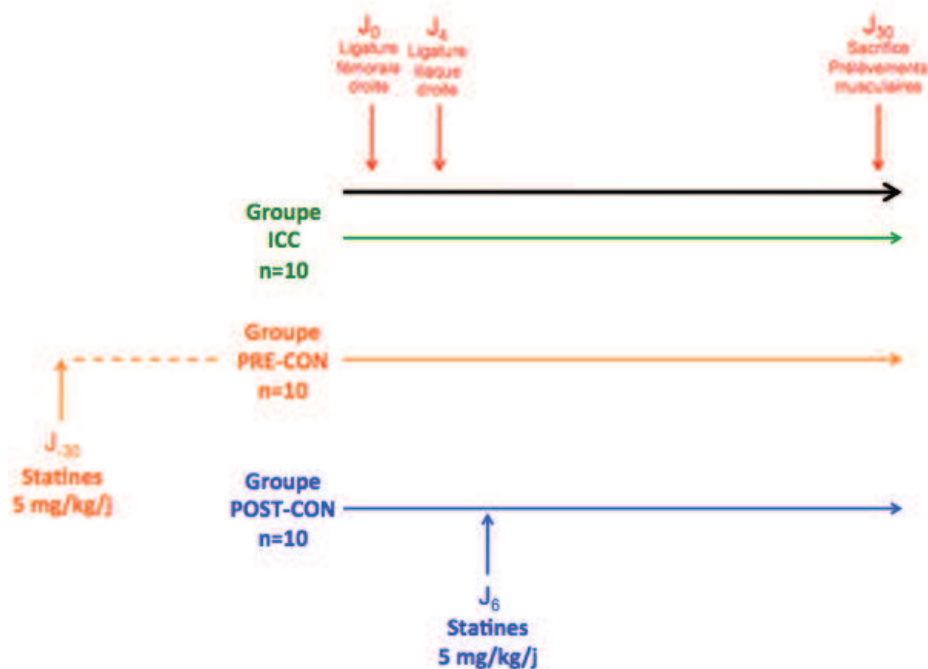 J0
Ligature
fémorale
droite
J4
Ligature
iliaque
droite
J30
Sacrifice
Prélèvements
musculaires
Groupe
ICC
n=10
Groupe
PRE-CON
n=10
J-30
Statines
5 mg/kg/j
Groupe
POST-CON
n=10
J6
Statines
5 mg/kg/j